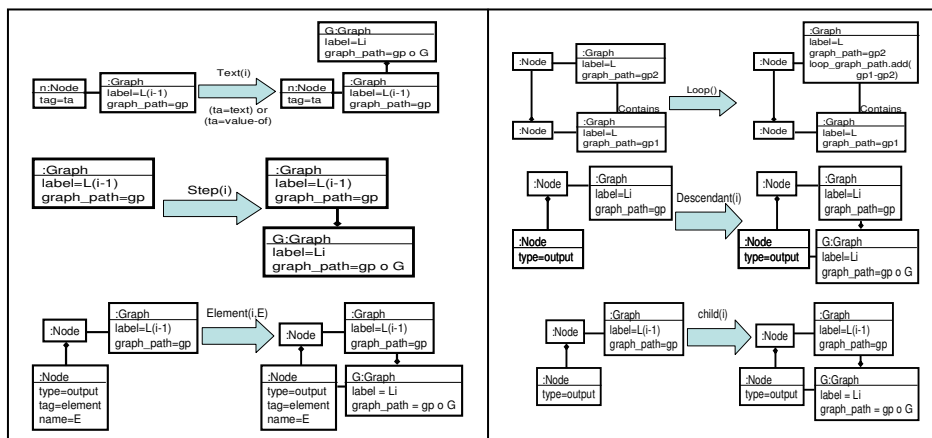 G:Graph
label=Li
graph_path=gp o G
n:Node
tag=ta
:Graph
label=L(i-1)
graph_path=gp
Text(i)
(ta=text) or
(ta=value-of)
n:Node
tag=ta
:Graph
label=L(i-1)
graph_path=gp
:Graph
label=L(i-1)
graph_path=gp
Step(i)
:Graph
label=L(i-1)
graph_path=gp
G:Graph
label=Li
graph_path=gp o G
:Node
:Graph
label=L(i-1)
graph_path=gp
:Node
type=output
tag=element
name=E
Element(i,E)
:Node
:Graph
label=L(i-1)
graph_path=gp
:Node
type=output
tag=element
name=E
G:Graph
label = Li
graph_path = gp o G
:Node
:Graph
label=L
graph_path=gp2
Contains
:Node
:Graph
label=L
graph_path=gp1
Loop()
:Node
:Graph
label=L
graph_path=gp2
loop_graph_path.add(
gp1-gp2)
Contains
:Node
:Graph
label=L
graph_path=gp1
:Node
:Graph
label=Li
graph_path=gp
:Node
type=output
Descendant(i)
:Node
:Graph
label=Li
graph_path=gp
:Node
type=output
G:Graph
label=Li
graph_path=gp o G
:Node
:Graph
label=L(i-1)
graph_path=gp
:Node
type=output
child(i)
:Node
:Graph
label=L(i-1)
graph_path=gp
:Node
type=output
G:Graph
label = Li
graph_path = gp o G